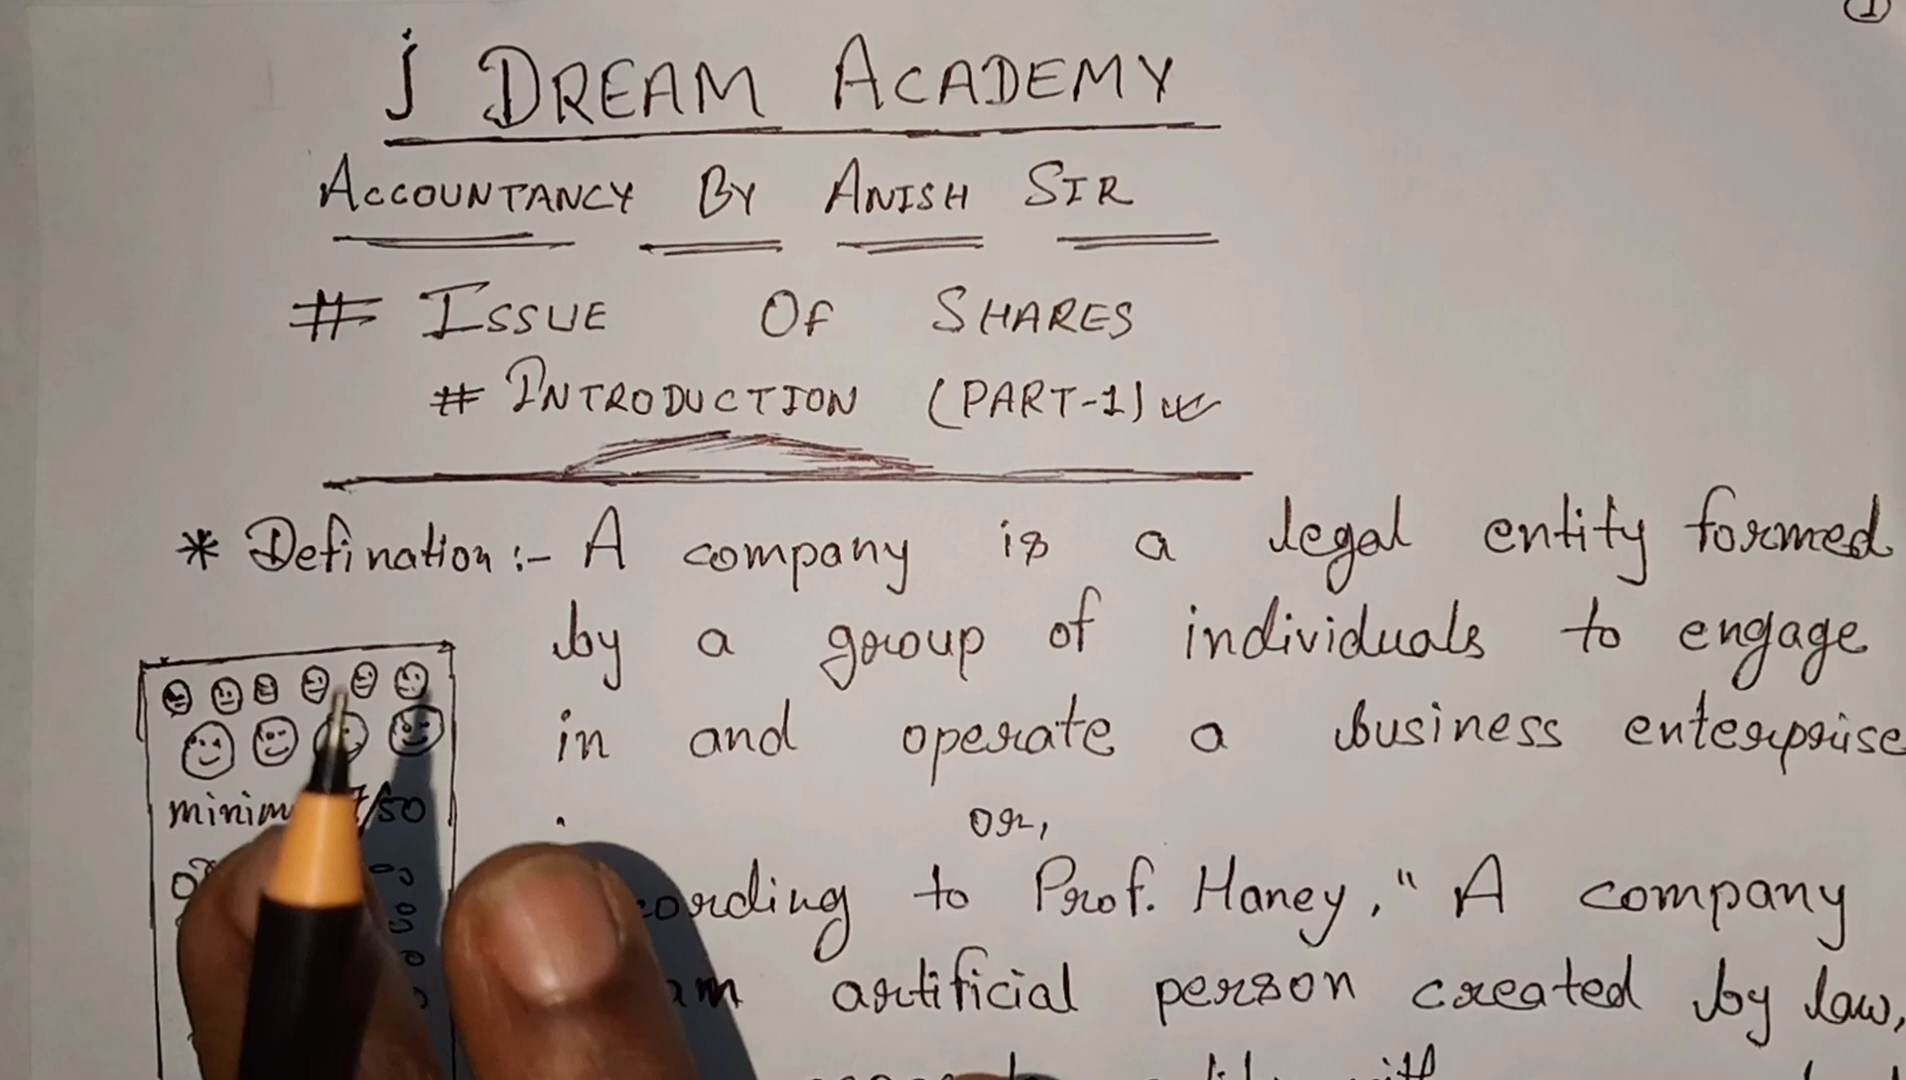 1
J DREAM ACADEMY
ACCOUNTANCY BY ANISH SIR
# ISSUE OF SHARES
# INTRODUCTION (PART-1)
* Defination :- A company is a legal entity formed
by a group of individuals to engage
in and operate a business enterprise
.
or,
to Prof. Haney, " A company
artificial person created by law,
/50